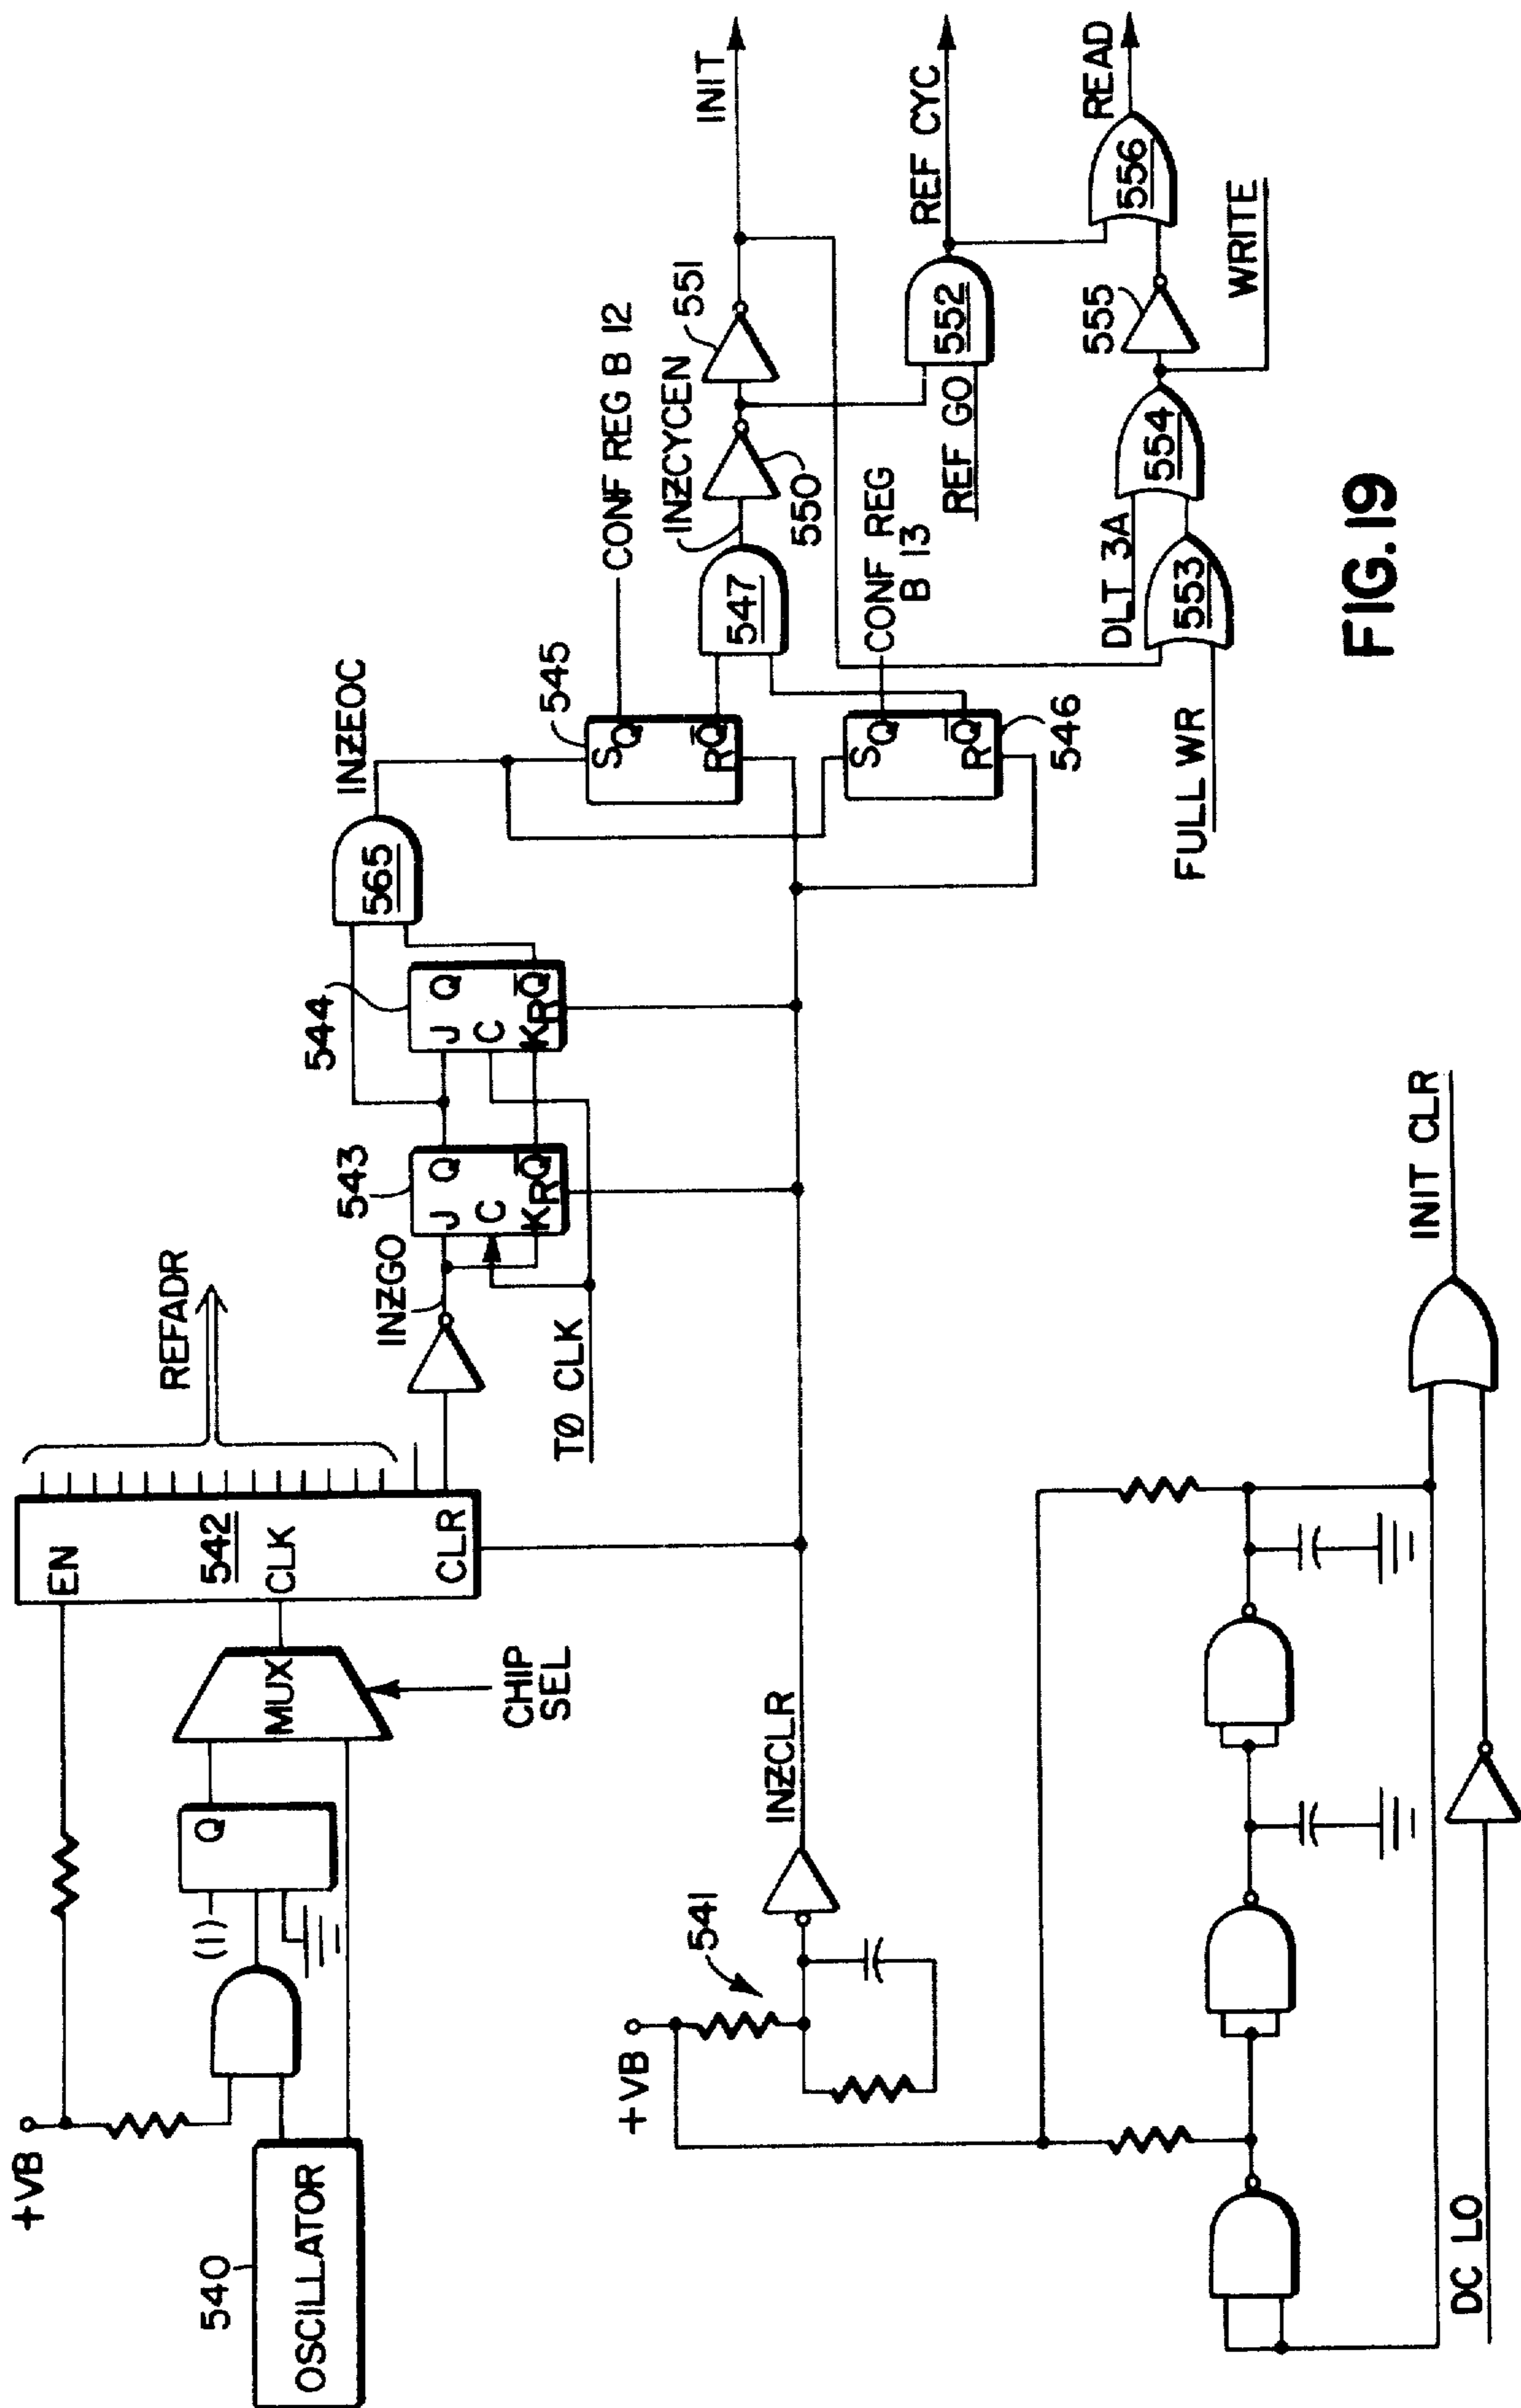 +VB
540
OSCILLATOR
(1)
Q
MUX
CHIP
SEL
EN
542
CLK
CLR
REFADR
INZGO
TØ CLK
543
J Q
C
K R Q̅
544
J Q
C
K R Q̅
565
INZEOC
545
S Q
R Q̅
CONF REG B 12
547
INZCYCEN
550
551
INIT
CONF REG
B 13
S Q
R Q̅
546
REF GO
552
REF CYC
FULL WR
553
DLT 3A
554
555
WRITE
556
READ
+VB
541
INZCLR
DC LO
INIT CLR
FIG.19